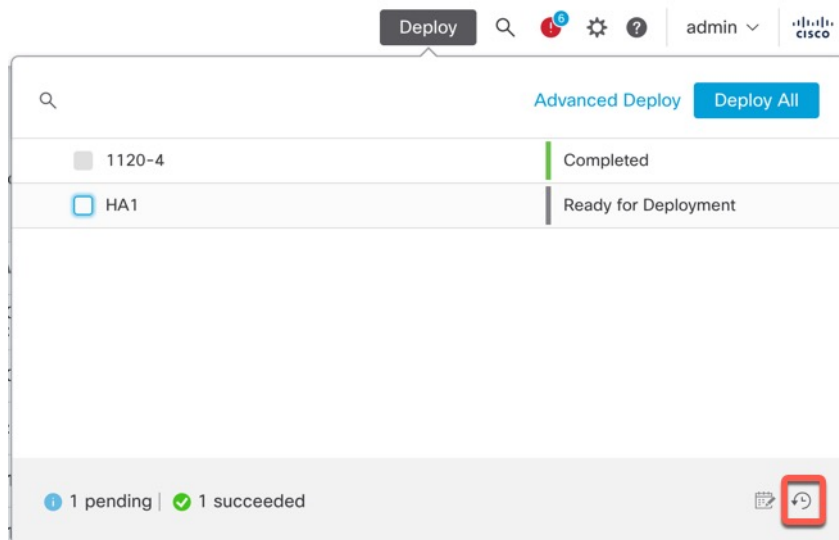 Deploy 6 admin cisco
Advanced Deploy Deploy All
1120-4 Completed
HA1 Ready for Deployment
1 pending 1 succeeded